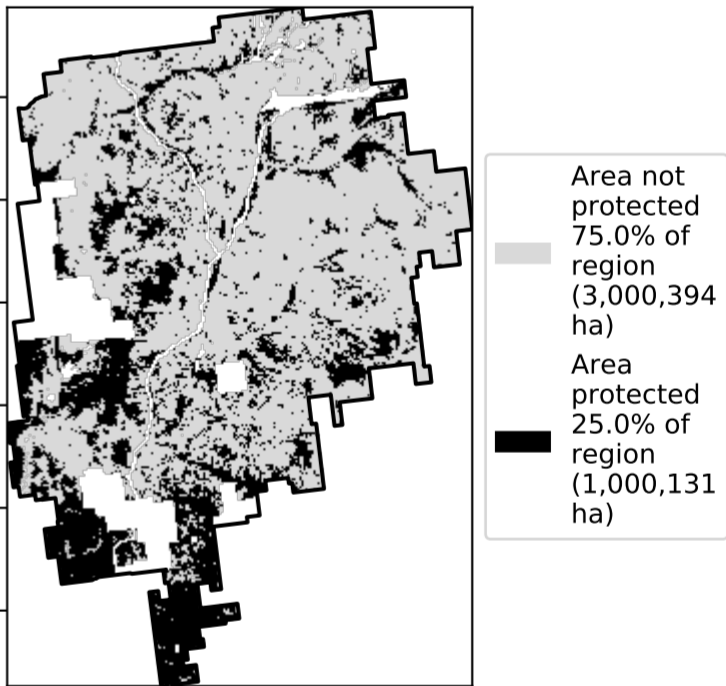 Area not
protected
75.0% of
region
(3,000,394
ha)
Area
protected
25.0% of
region
(1,000,131
ha)